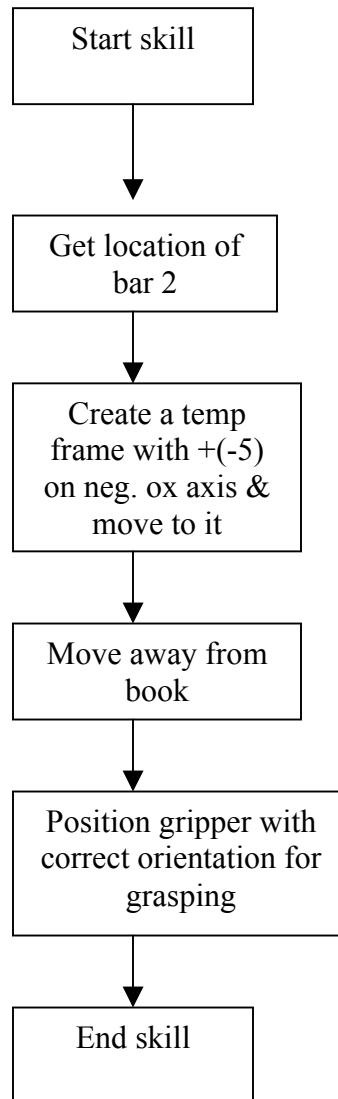 Start skill
Get location of
bar 2
Create a temp
frame with +(-5)
on neg. ox axis &
move to it
Move away from
book
Position gripper with
correct orientation for
grasping
End skill